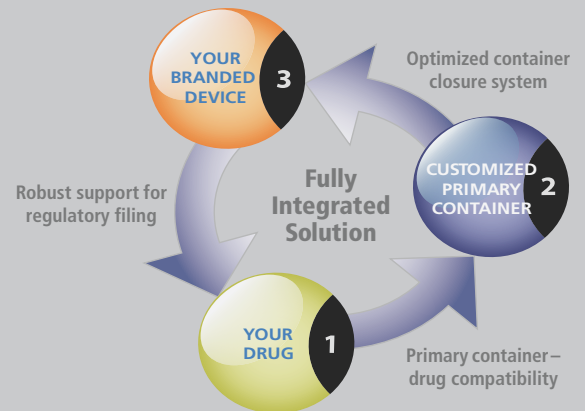 YOUR
BRANDED
DEVICE
3
Optimized container
closure system
CUSTOMIZED
PRIMARY
CONTAINER
2
Fully
Integrated
Solution
Robust support for
regulatory filing
YOUR
DRUG
1
Primary container–
drug compatibility